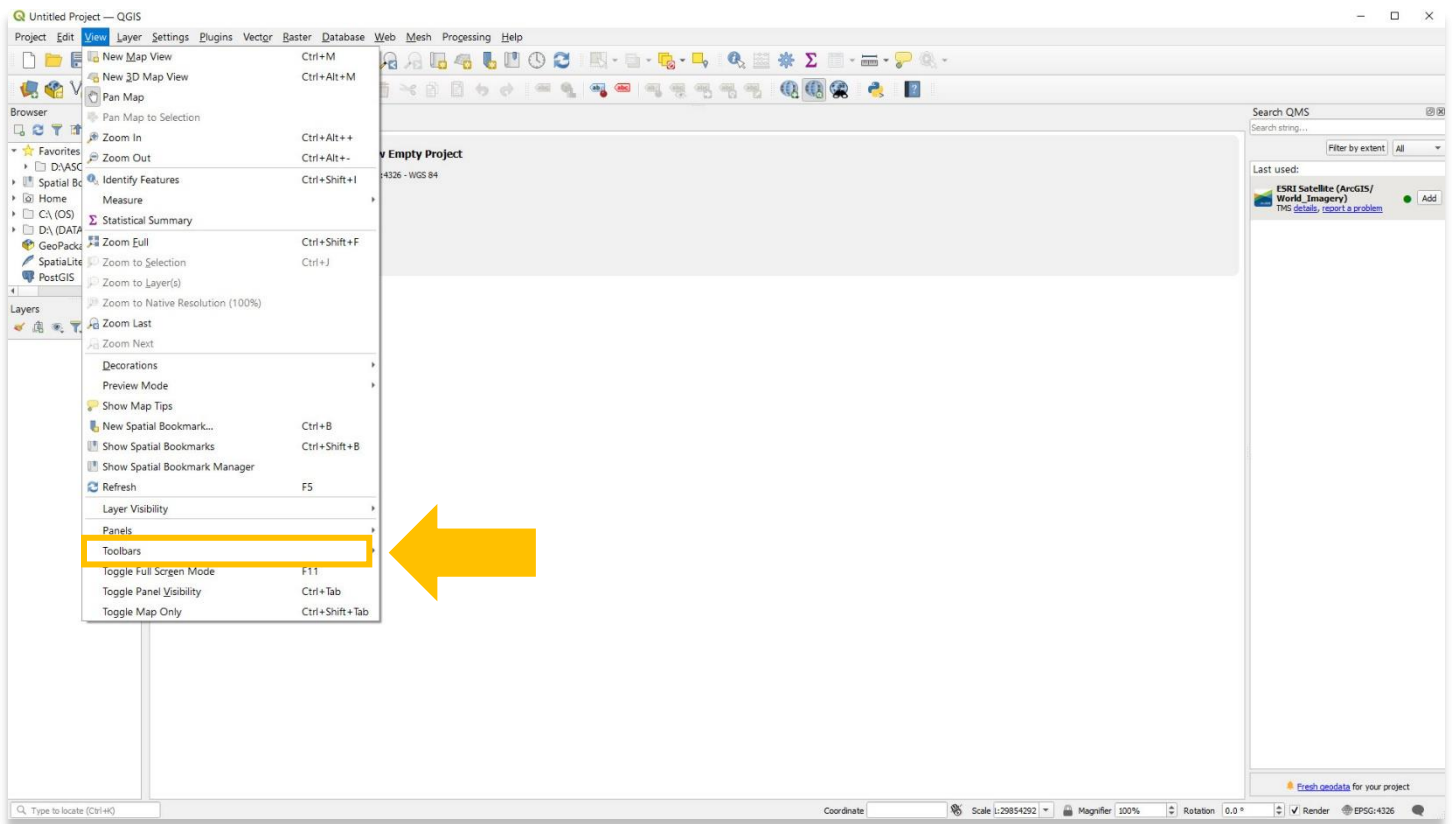 Untitled Project — QGIS
Project Edit View Layer Settings Plugins Vector Raster Database Web Mesh Processing Help
New Map View Ctrl+M
New 3D Map View Ctrl+Alt+M
Pan Map
Pan Map to Selection
Zoom In Ctrl+Alt++
Zoom Out Ctrl+Alt+-
Identify Features Ctrl+Shift+I
Measure
Σ Statistical Summary
Zoom Full Ctrl+Shift+F
Zoom to Selection Ctrl+J
Zoom to Layer(s)
Zoom to Native Resolution (100%)
Zoom Last
Zoom Next
Decorations
Preview Mode
Show Map Tips
New Spatial Bookmark... Ctrl+B
Show Spatial Bookmarks Ctrl+Shift+B
Show Spatial Bookmark Manager
Refresh F5
Layer Visibility
Panels
Toolbars
Toggle Full Screen Mode F11
Toggle Panel Visibility Ctrl+Tab
Toggle Map Only Ctrl+Shift+Tab
Browser
Favorites
D:\ASC
Spatial Bo
Home
C:\ (OS)
D:\ (DATA
GeoPacka
SpatiaLite
PostGIS
Layers
w Empty Project
:4326 - WGS 84
Search QMS
Search string...
Filter by extent All
Last used:
ESRI Satellite (ArcGIS/
World_Imagery)
TMS details, report a problem
Add
Fresh geodata for your project
Type to locate (Ctrl+K) Coordinate Scale 1:29854292 Magnifier 100% Rotation 0.0 ° Render EPSG:4326